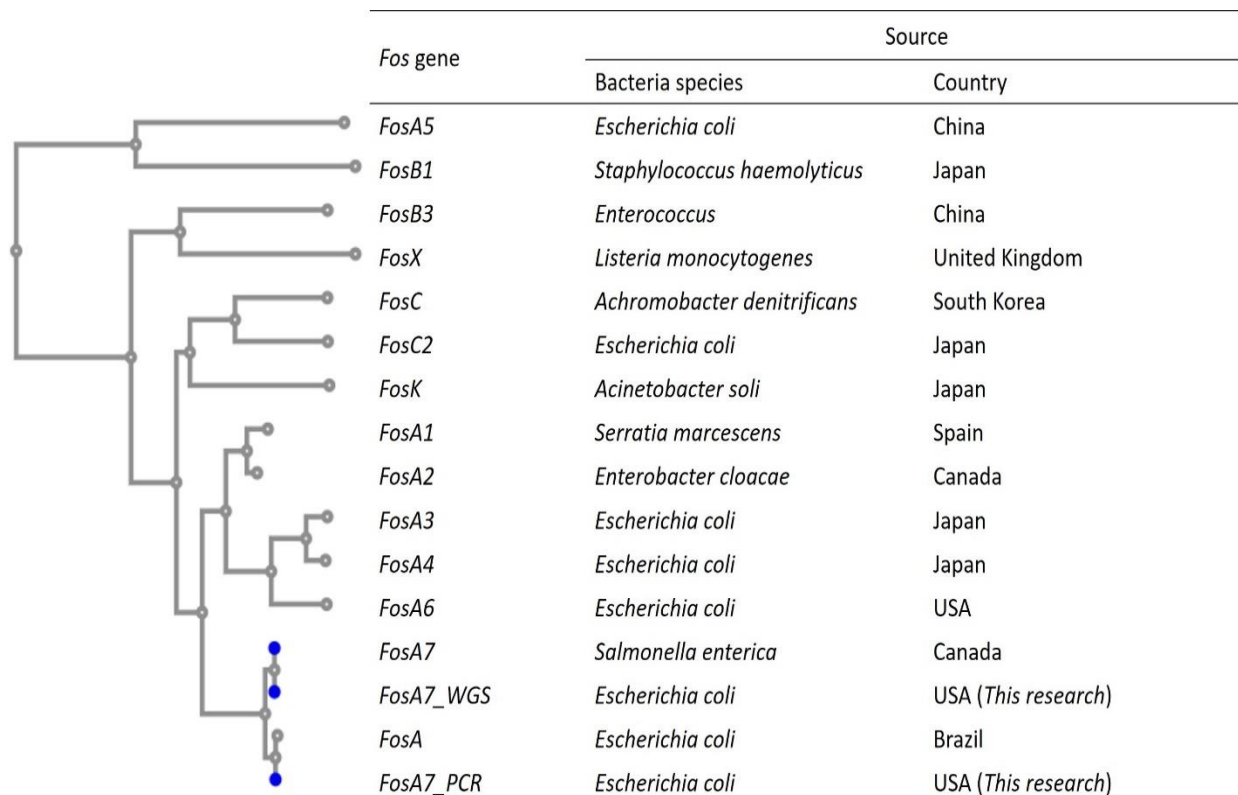 Fos gene
Source
Bacteria species Country
FosA5 Escherichia coli China
FosB1 Staphylococcus haemolyticus Japan
FosB3 Enterococcus China
FosX Listeria monocytogenes United Kingdom
FosC Achromobacter denitrificans South Korea
FosC2 Escherichia coli Japan
FosK Acinetobacter soli Japan
FosA1 Serratia marcescens Spain
FosA2 Enterobacter cloacae Canada
FosA3 Escherichia coli Japan
FosA4 Escherichia coli Japan
FosA6 Escherichia coli USA
FosA7 Salmonella enterica Canada
FosA7_WGS Escherichia coli USA (This research)
FosA Escherichia coli Brazil
FosA7_PCR Escherichia coli USA (This research)